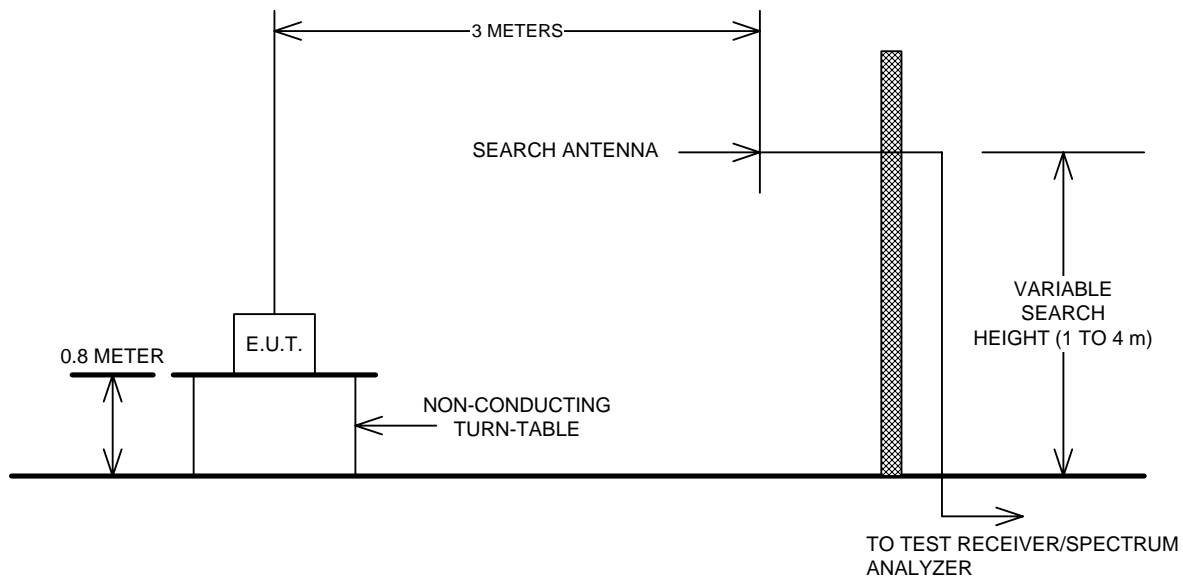 3 METERS
SEARCH ANTENNA
VARIABLE
SEARCH
HEIGHT (1 TO 4 m)
E.U.T.
0.8 METER
NON-CONDUCTING
TURN-TABLE
TO TEST RECEIVER/SPECTRUM
ANALYZER